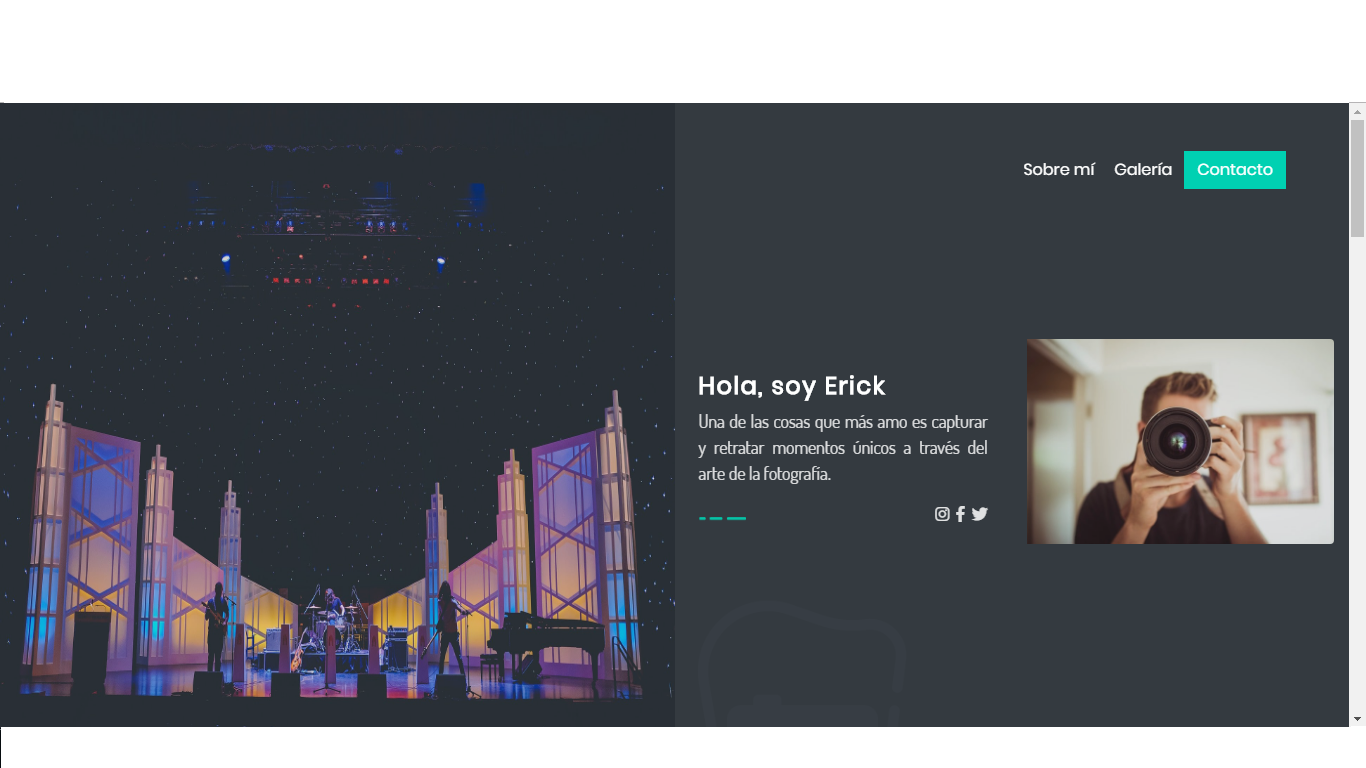 Sobre mí Galería Contacto
Hola, soy Erick
Una de las cosas que más amo es capturar
y retratar momentos únicos a través del
arte de la fotografía.